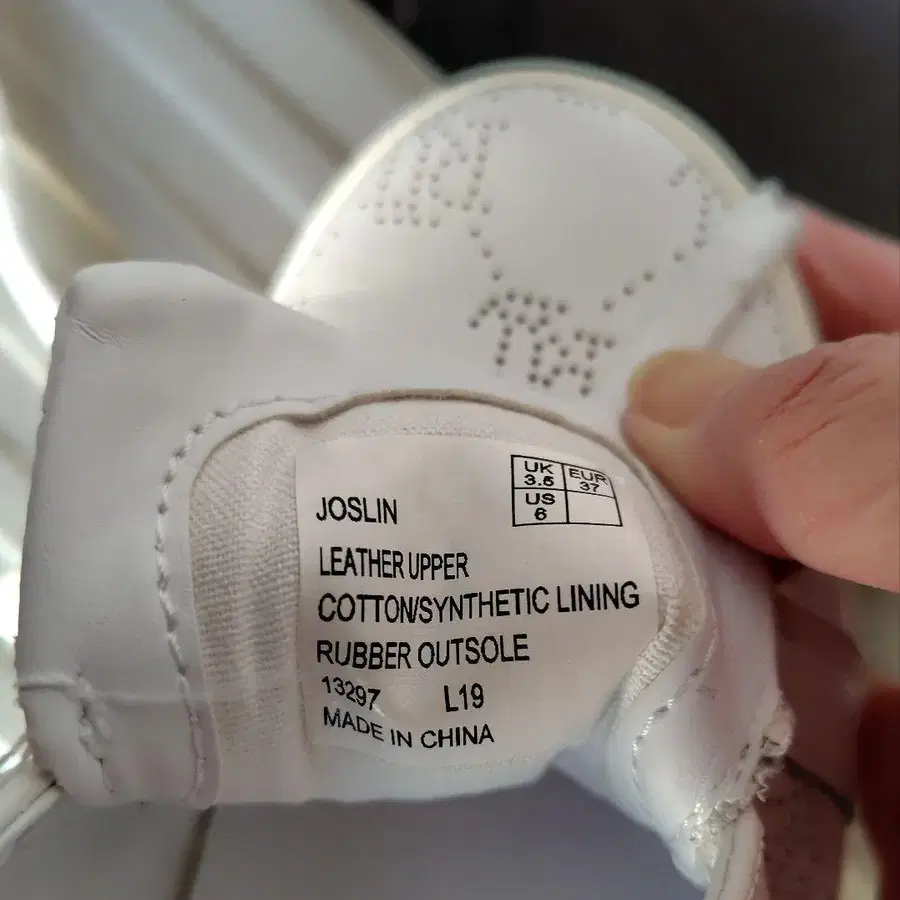 UK EUR
3.5 37
US
6
JOSLIN
LEATHER UPPER
COTTON/SYNTHETIC LINING
RUBBER OUTSOLE
13297 L19
MADE IN CHINA